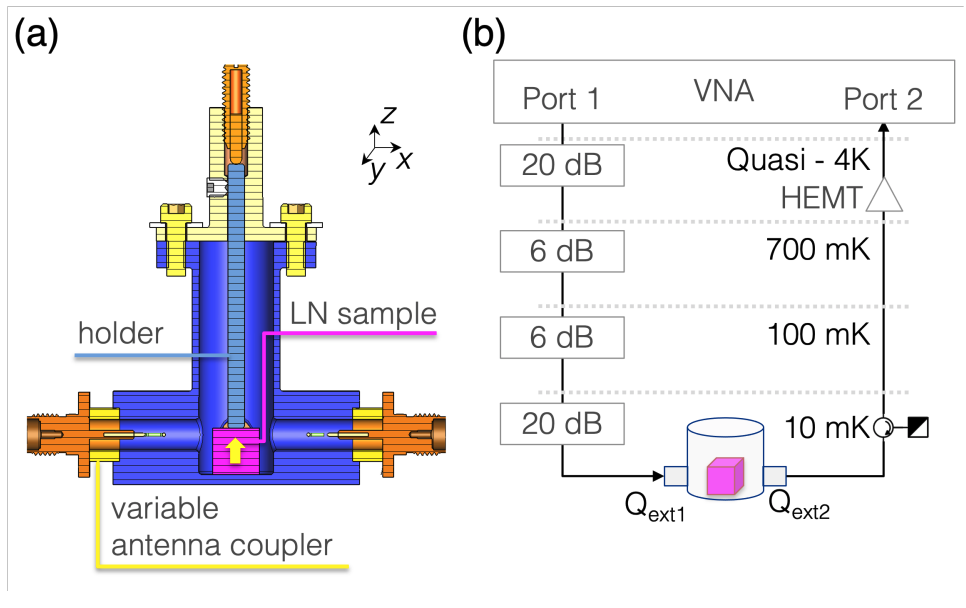 (a)
z
x
y
LN sample
holder
variable
antenna coupler
(b)
VNA
Port 1
Port 2
20 dB
Quasi - 4K
HEMT
6 dB
700 mK
6 dB
100 mK
20 dB
10 mK
Qext1
Qext2